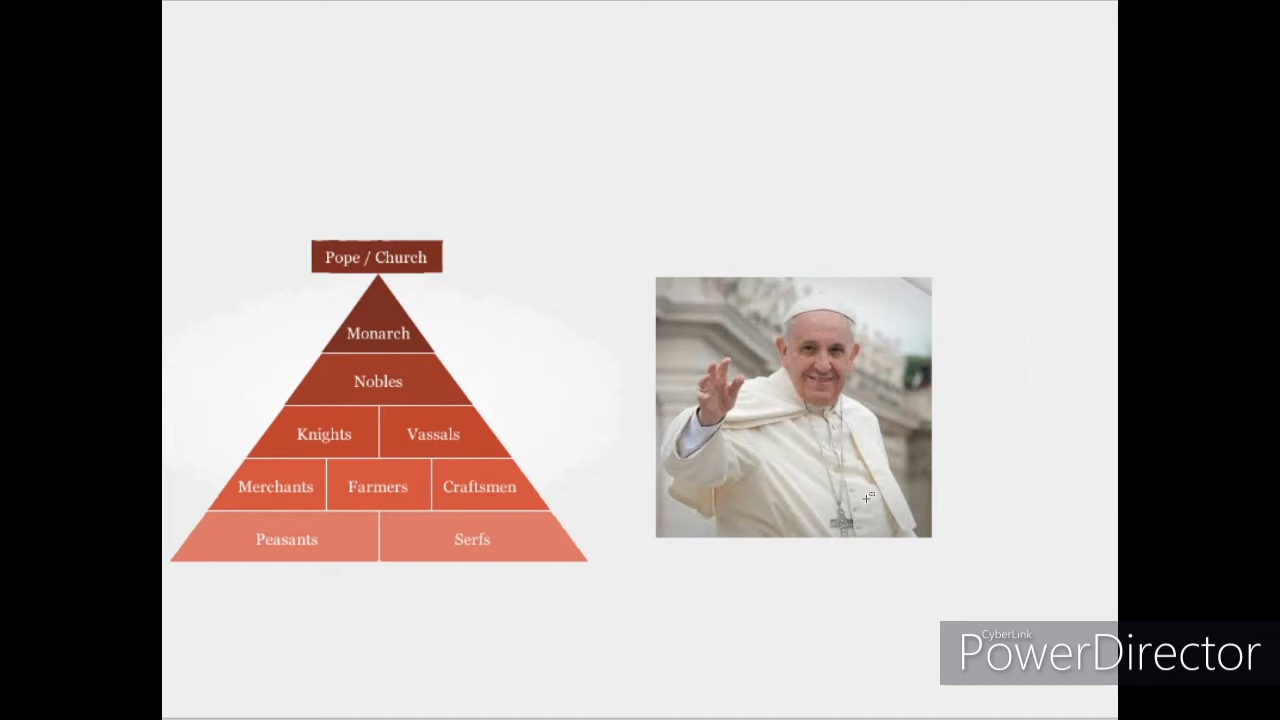 Pope / Church
Monarch
Nobles
Knights Vassals
Merchants Farmers Craftsmen
Peasants Serfs
CyberLink
PowerDirector